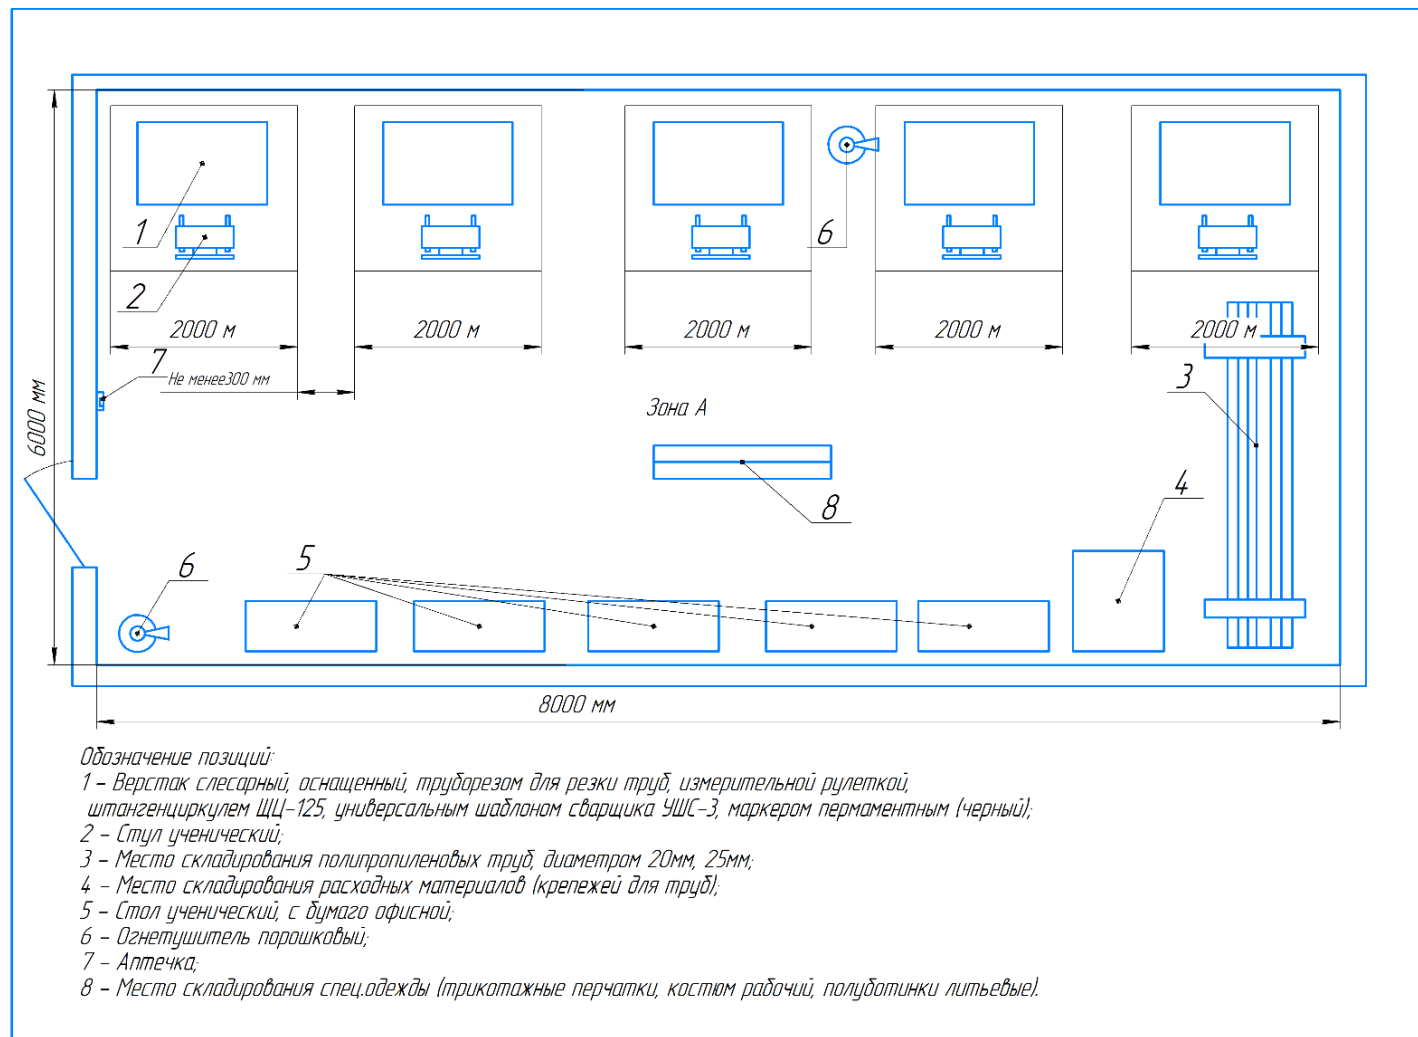 1
2
6
2000 м
2000 м
2000 м
2000 м
2000 м
7
Не менее300 мм
3
6000 мм
Зона А
4
8
6
5
8000 мм
Обозначение позиций:
1 – Верстак слесарный, оснащенный, труборезом для резки труб, измерительной рулеткой,
штангенциркулем ЩЦ–125, универсальным шаблоном сварщика УШС–3, маркером пермаментным (черный);
2 – Стул ученический;
3 – Место складирования полипропиленовых труб, диаметром 20мм, 25мм;
4 – Место складирования расходных материалов (крепежей для труб);
5 – Стол ученический, с бумаго офисной;
6 – Огнетушитель порошковый;
7 – Аптечка;
8 – Место складирования спец.одежды (трикотажные перчатки, костюм рабочий, полуботинки литьевые).